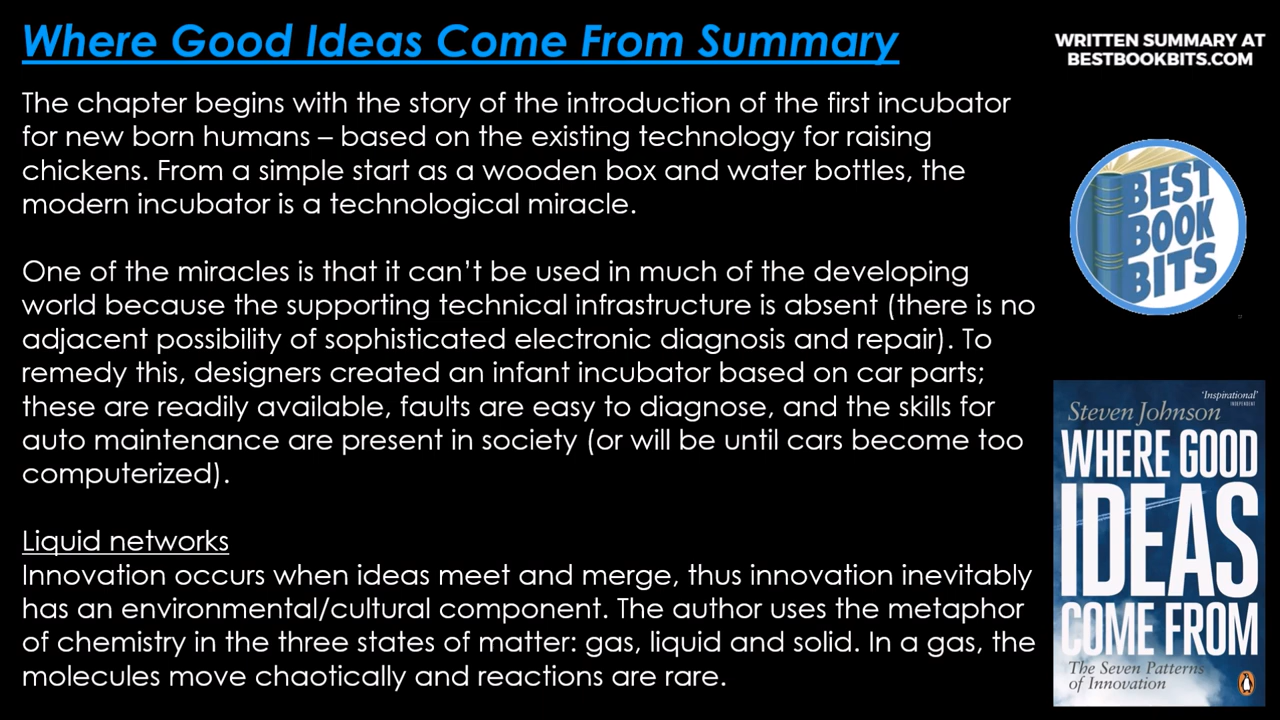 Where Good Ideas Come From Summary
WRITTEN SUMMARY AT
BESTBOOKBITS.COM
The chapter begins with the story of the introduction of the first incubator
for new born humans – based on the existing technology for raising
chickens. From a simple start as a wooden box and water bottles, the
modern incubator is a technological miracle.
One of the miracles is that it can’t be used in much of the developing
world because the supporting technical infrastructure is absent (there is no
adjacent possibility of sophisticated electronic diagnosis and repair). To
remedy this, designers created an infant incubator based on car parts;
these are readily available, faults are easy to diagnose, and the skills for
auto maintenance are present in society (or will be until cars become too
computerized).
Liquid networks
Innovation occurs when ideas meet and merge, thus innovation inevitably
has an environmental/cultural component. The author uses the metaphor
of chemistry in the three states of matter: gas, liquid and solid. In a gas, the
molecules move chaotically and reactions are rare.
BEST
BOOK
BITS
'Inspirational'
INDEPENDENT
Steven Johnson
WHERE GOOD
IDEAS
COME FROM
The Seven Patterns
of Innovation